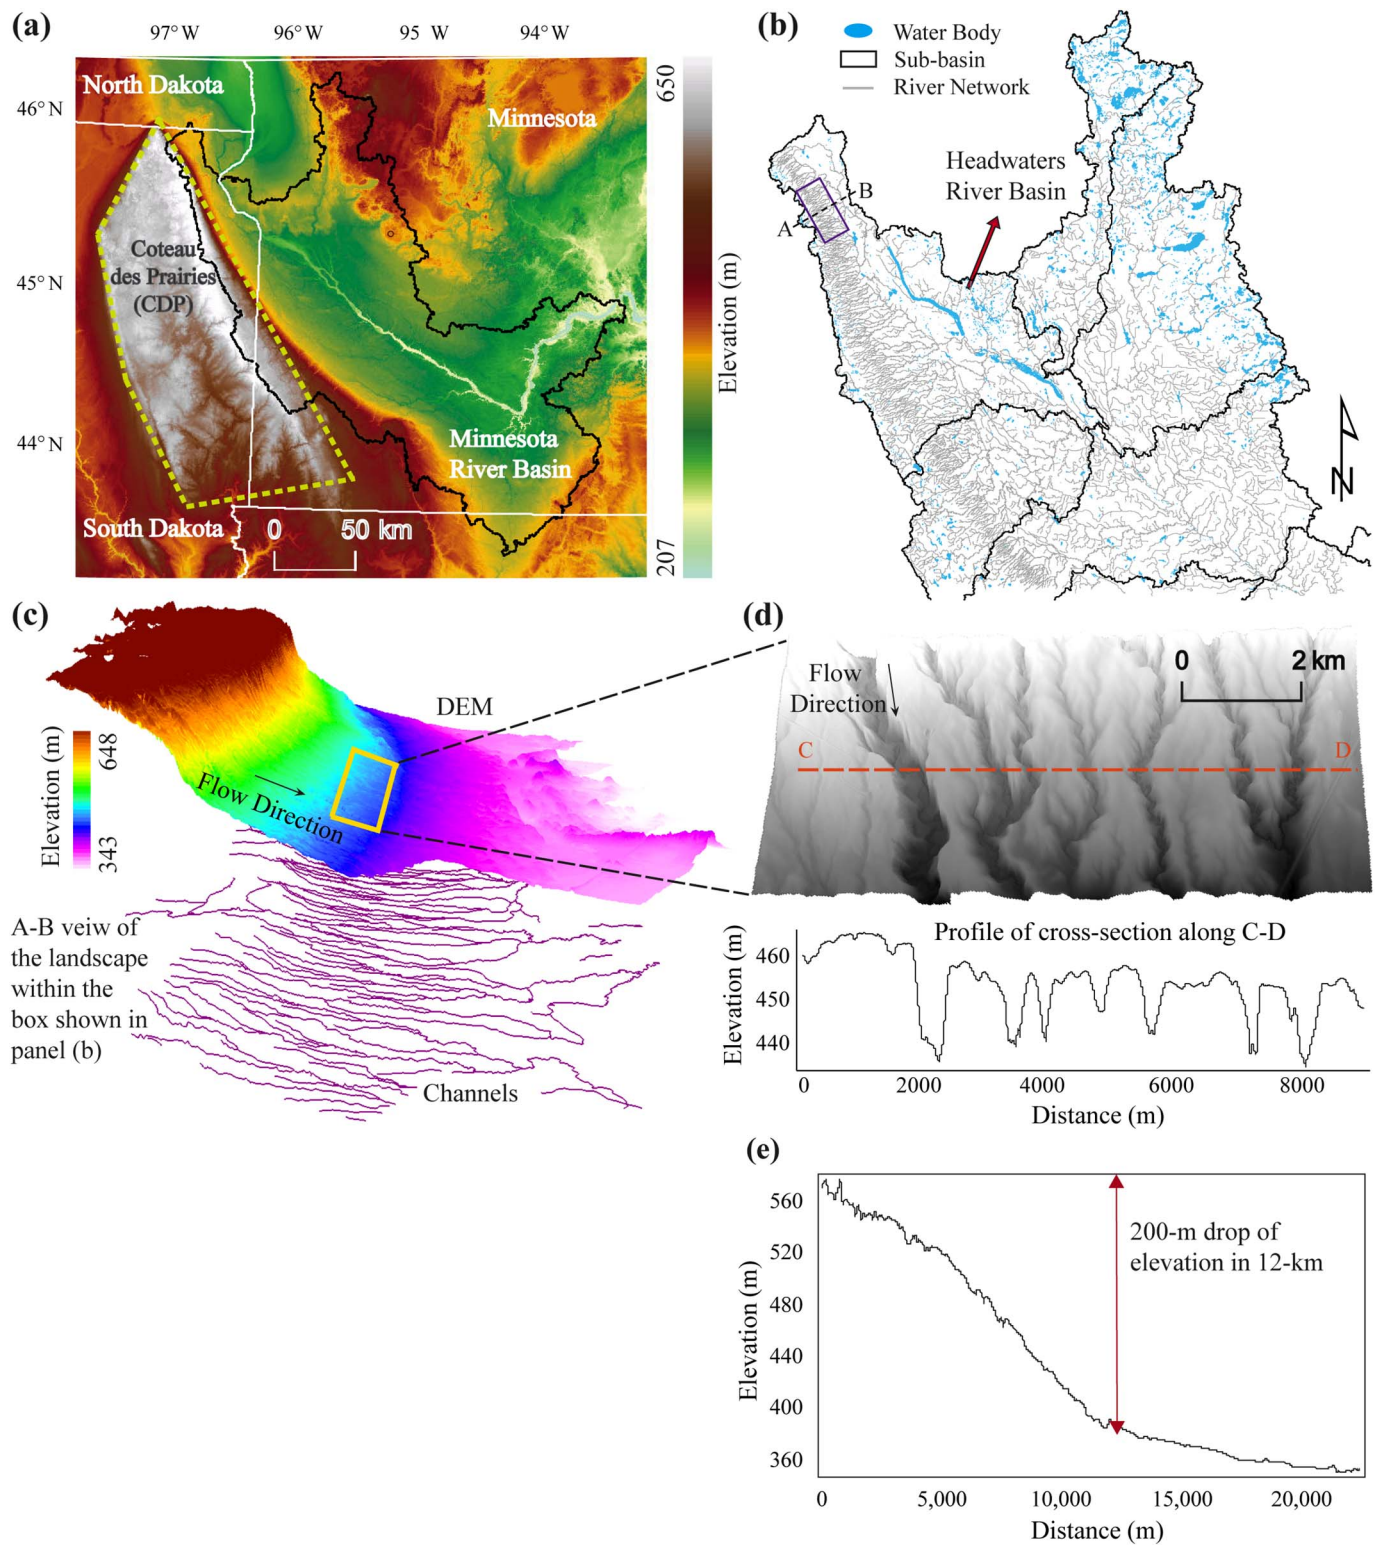 (a)
97° W 96° W 95 W 94° W
46° N
45° N
44° N
North Dakota
Minnesota
Coteau
des Prairies
(CDP)
Minnesota
River Basin
South Dakota
0 50 km
650
Elevation (m)
207
(b)
Water Body
Sub-basin
River Network
Headwaters
River Basin
A
B
N
(c)
DEM
Elevation (m)
648
343
Flow Direction
A-B veiw of
the landscape
within the
box shown in
panel (b)
Channels
(d)
Flow
Direction
0 2 km
C D
Profile of cross-section along C-D
Elevation (m)
460
450
440
0 2000 4000 6000 8000
Distance (m)
(e)
Elevation (m)
560
520
480
440
400
360
200-m drop of
elevation in 12-km
0 5,000 10,000 15,000 20,000
Distance (m)